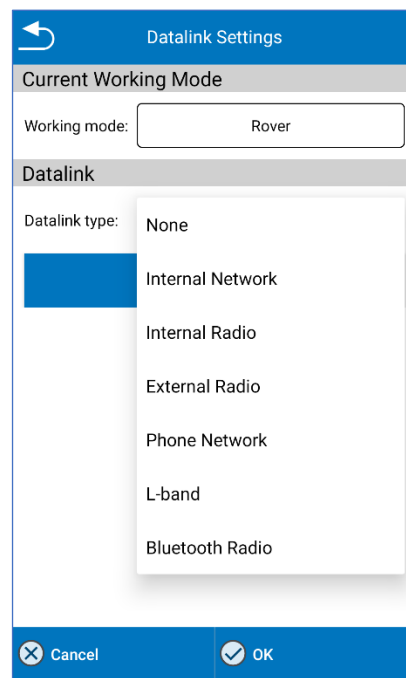 Datalink Settings
Current Working Mode
Working mode: Rover
Datalink
Datalink type:
None
Internal Network
Internal Radio
External Radio
Phone Network
L-band
Bluetooth Radio
Cancel OK